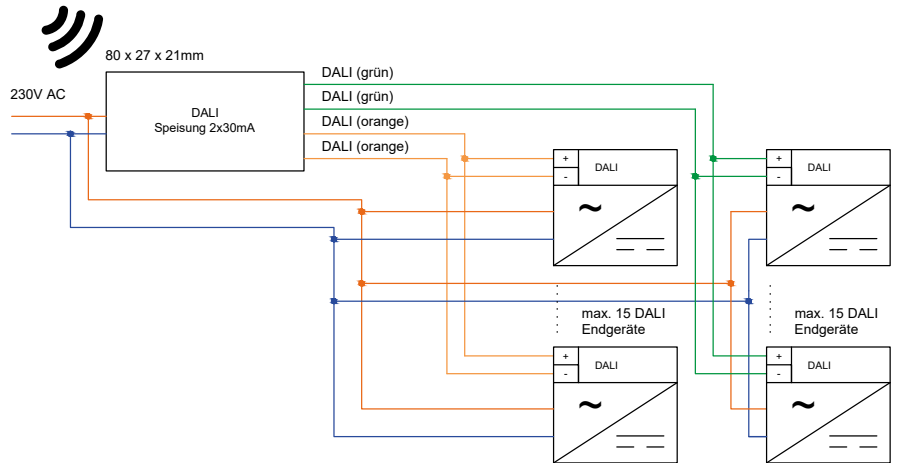 80 x 27 x 21mm
230V AC
DALI
Speisung 2x30mA
DALI (grün)
DALI (grün)
DALI (orange)
DALI (orange)
+
-
DALI
~
+
-
DALI
~
max. 15 DALI
Endgeräte
max. 15 DALI
Endgeräte
+
-
DALI
~
+
-
DALI
~